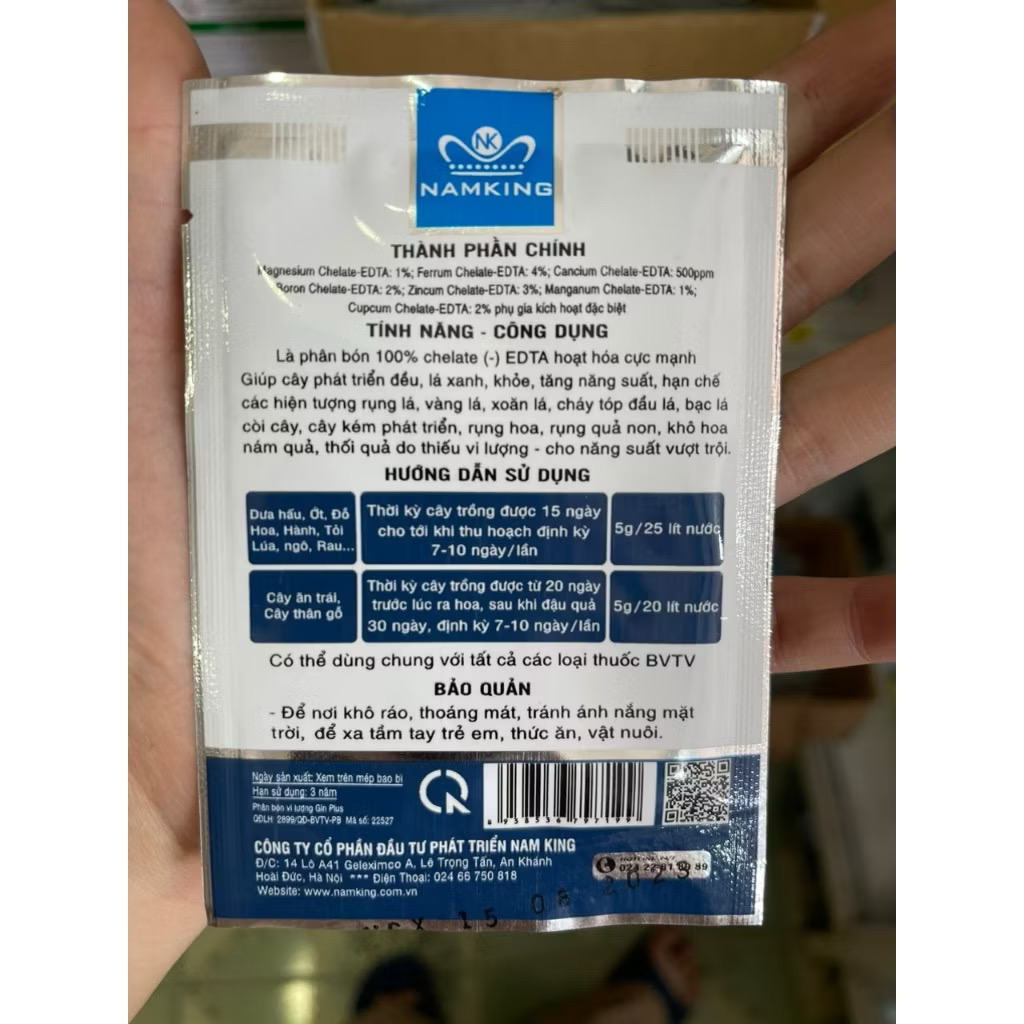 NK
NAMKING
THÀNH PHẦN CHÍNH
Magnesium Chelate-EDTA: 1%; Ferrum Chelate-EDTA: 4%; Cancium Chelate-EDTA: 500ppm
Boron Chelate-EDTA: 2%; Zincum Chelate-EDTA: 3%; Manganum Chelate-EDTA: 1%;
Cupcum Chelate-EDTA: 2% phụ gia kích hoạt đặc biệt
TÍNH NĂNG - CÔNG DỤNG
Là phân bón 100% chelate (-) EDTA hoạt hóa cực mạnh
Giúp cây phát triển đều, lá xanh, khỏe, tăng năng suất, hạn chế
các hiện tượng rụng lá, vàng lá, xoăn lá, cháy tóp đầu lá, bạc lá
còi cây, cây kém phát triển, rụng hoa, rụng quả non, khô hoa
nám quả, thối quả do thiếu vi lượng - cho năng suất vượt trội.
HƯỚNG DẪN SỬ DỤNG
Dưa hấu, Ớt, Đỗ
Hoa, Hành, Tỏi
Lúa, ngô, Rau...
Thời kỳ cây trồng được 15 ngày
cho tới khi thu hoạch định kỳ
7-10 ngày/lần
5g/25 lít nước
Cây ăn trái,
Cây thân gỗ
Thời kỳ cây trồng được từ 20 ngày
trước lúc ra hoa, sau khi đậu quả
30 ngày, định kỳ 7-10 ngày/lần
5g/20 lít nước
Có thể dùng chung với tất cả các loại thuốc BVTV
BẢO QUẢN
- Để nơi khô ráo, thoáng mát, tránh ánh nắng mặt
trời, để xa tầm tay trẻ em, thức ăn, vật nuôi.
Ngày sản xuất: Xem trên mép bao bì
Hạn sử dụng: 3 năm
Phân bón vi lượng Gin Plus
QĐLH: 2899/QĐ-BVTV-PB Mã số: 22527
CÔNG TY CỔ PHẦN ĐẦU TƯ PHÁT TRIỂN NAM KING
Đ/C: 14 Lô A41 Geleximco A, Lê Trọng Tấn, An Khánh
Hoài Đức, Hà Nội *** Điện Thoại: 024 66 750 818
Website: www.namking.com.vn
15 08 2023